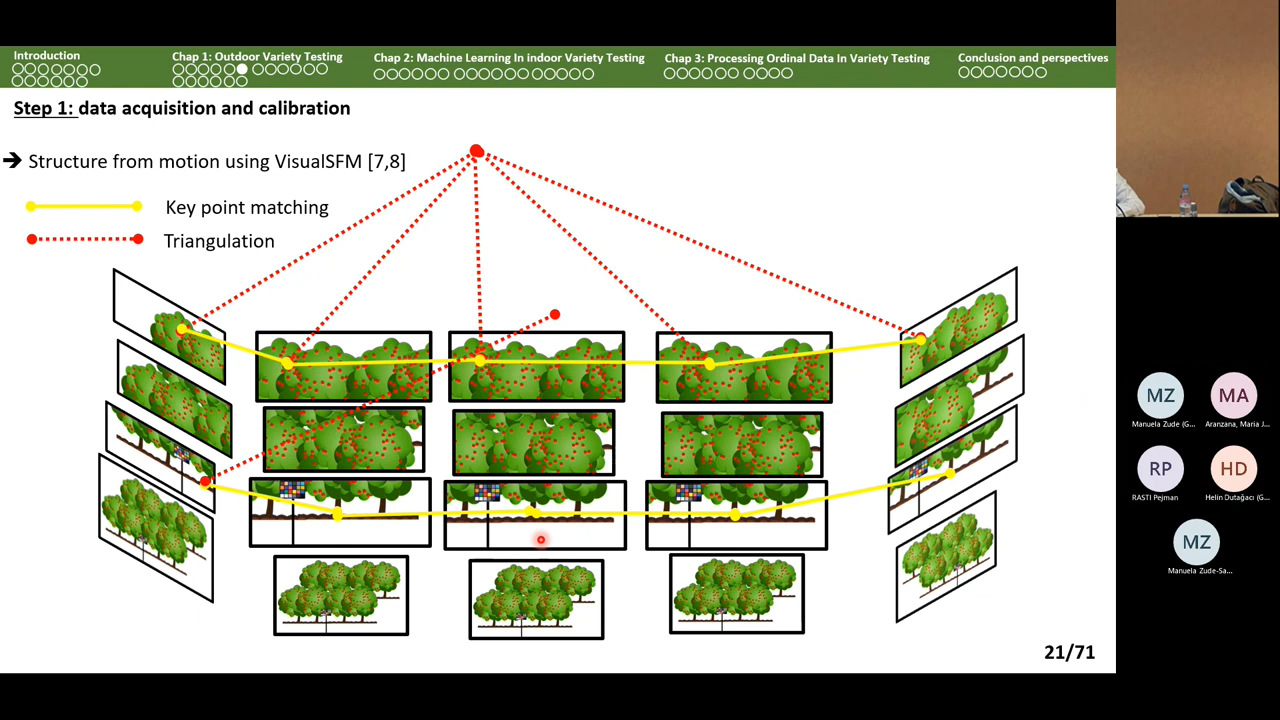 Introduction
Chap 1: Outdoor Variety Testing
Chap 2: Machine Learning In indoor Variety Testing
Chap 3: Processing Ordinal Data In Variety Testing
Conclusion and perspectives
Step 1: data acquisition and calibration
➔ Structure from motion using VisualSFM [7,8]
Key point matching
Triangulation
21/71
MZ
MA
Manuela Zude (G...
Aranzana, Maria J...
RP
HD
RASTI Pejman
Helin Dutağacı (G...
MZ
Manuela Zude-Sa...